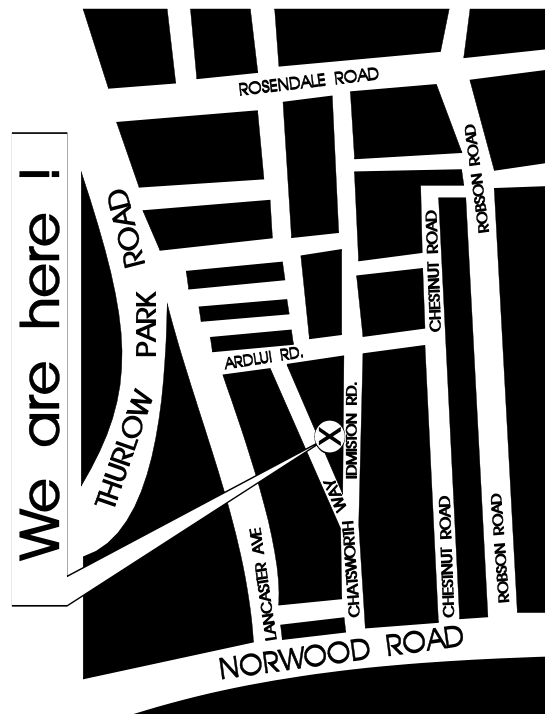 ROSENDALE ROAD
ROBSON ROAD
THURLOW PARK ROAD
CHESTNUT ROAD
We are here !
ARDLUI RD.
X
IDMISTON RD.
CHATSWORTH WAY
LANCASTER AVE
CHESTNUT ROAD
ROBSON ROAD
NORWOOD ROAD